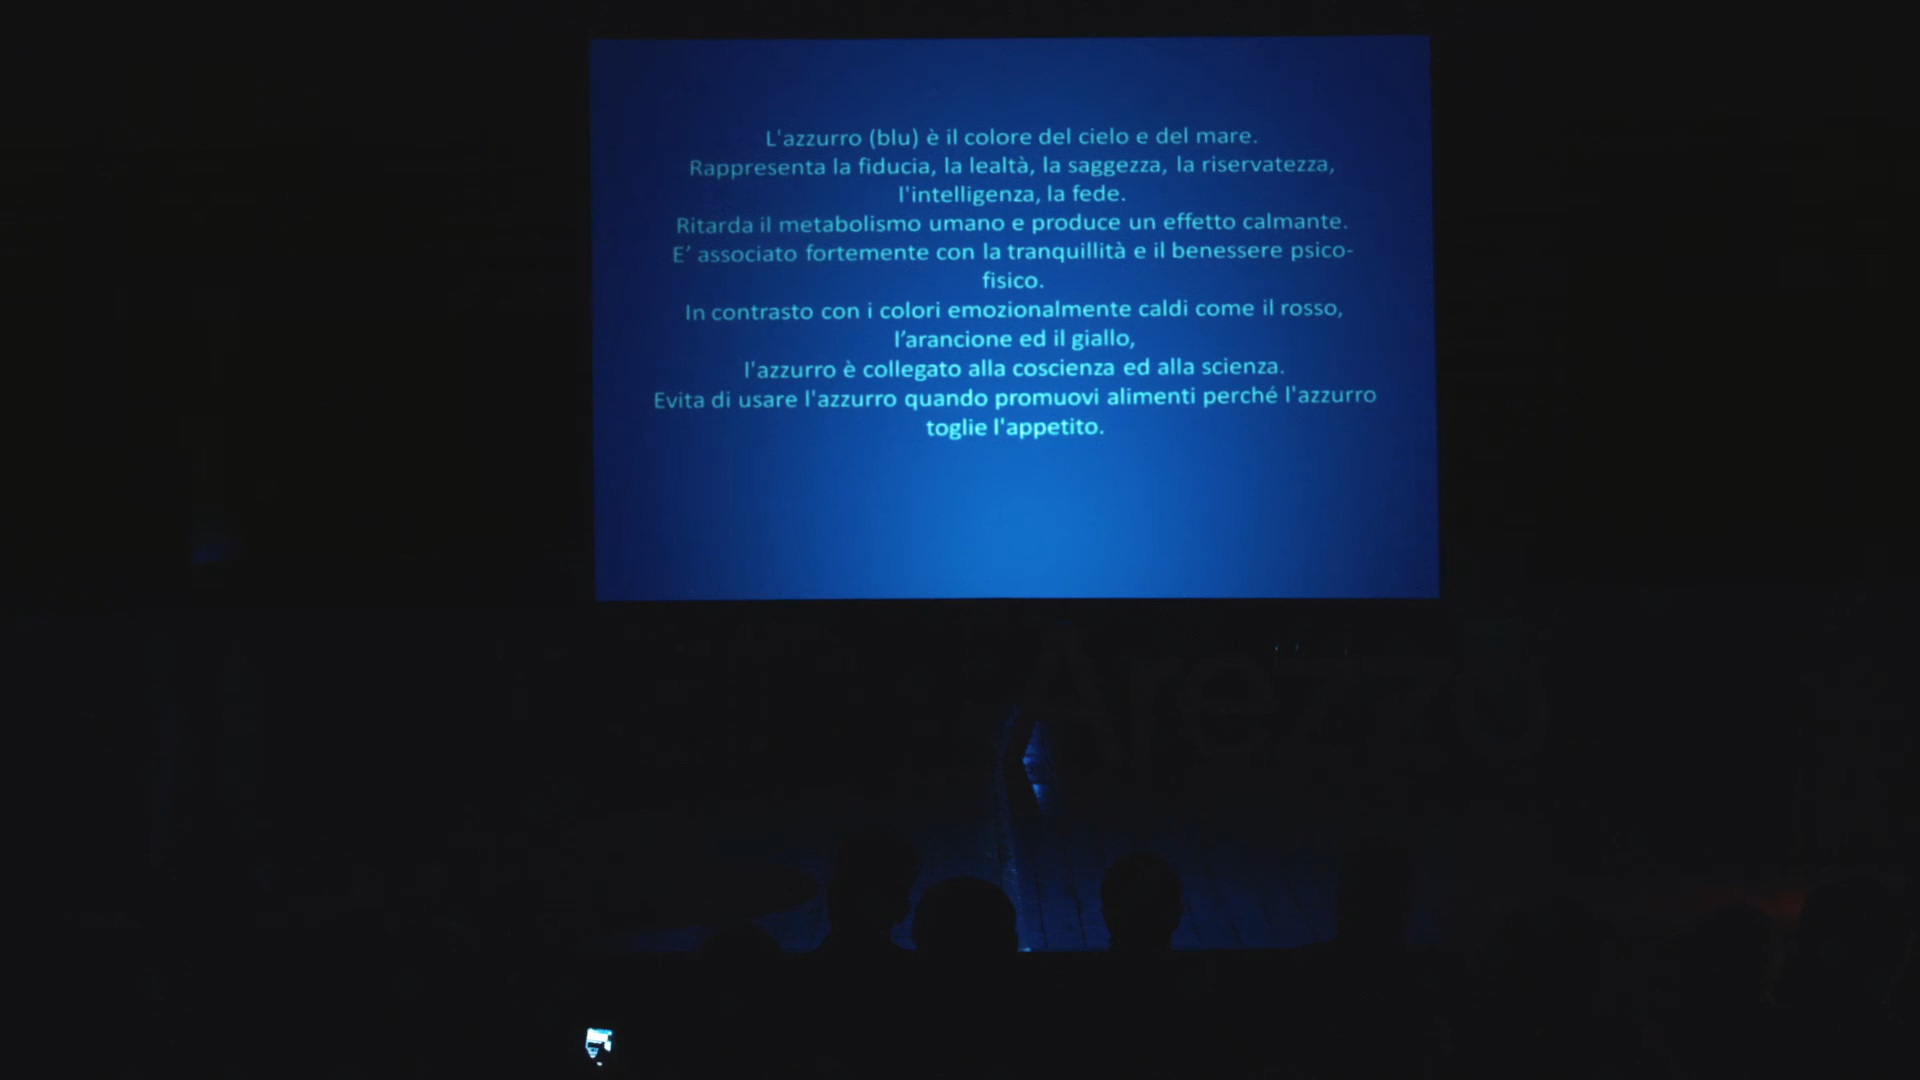 L'azzurro (blu) è il colore del cielo e del mare.
Rappresenta la fiducia, la lealtà, la saggezza, la riservatezza,
l'intelligenza, la fede.
Ritarda il metabolismo umano e produce un effetto calmante.
E’ associato fortemente con la tranquillità e il benessere psico-
fisico.
In contrasto con i colori emozionalmente caldi come il rosso,
l’arancione ed il giallo,
l'azzurro è collegato alla coscienza ed alla scienza.
Evita di usare l'azzurro quando promuovi alimenti perché l'azzurro
toglie l'appetito.
Arezzo